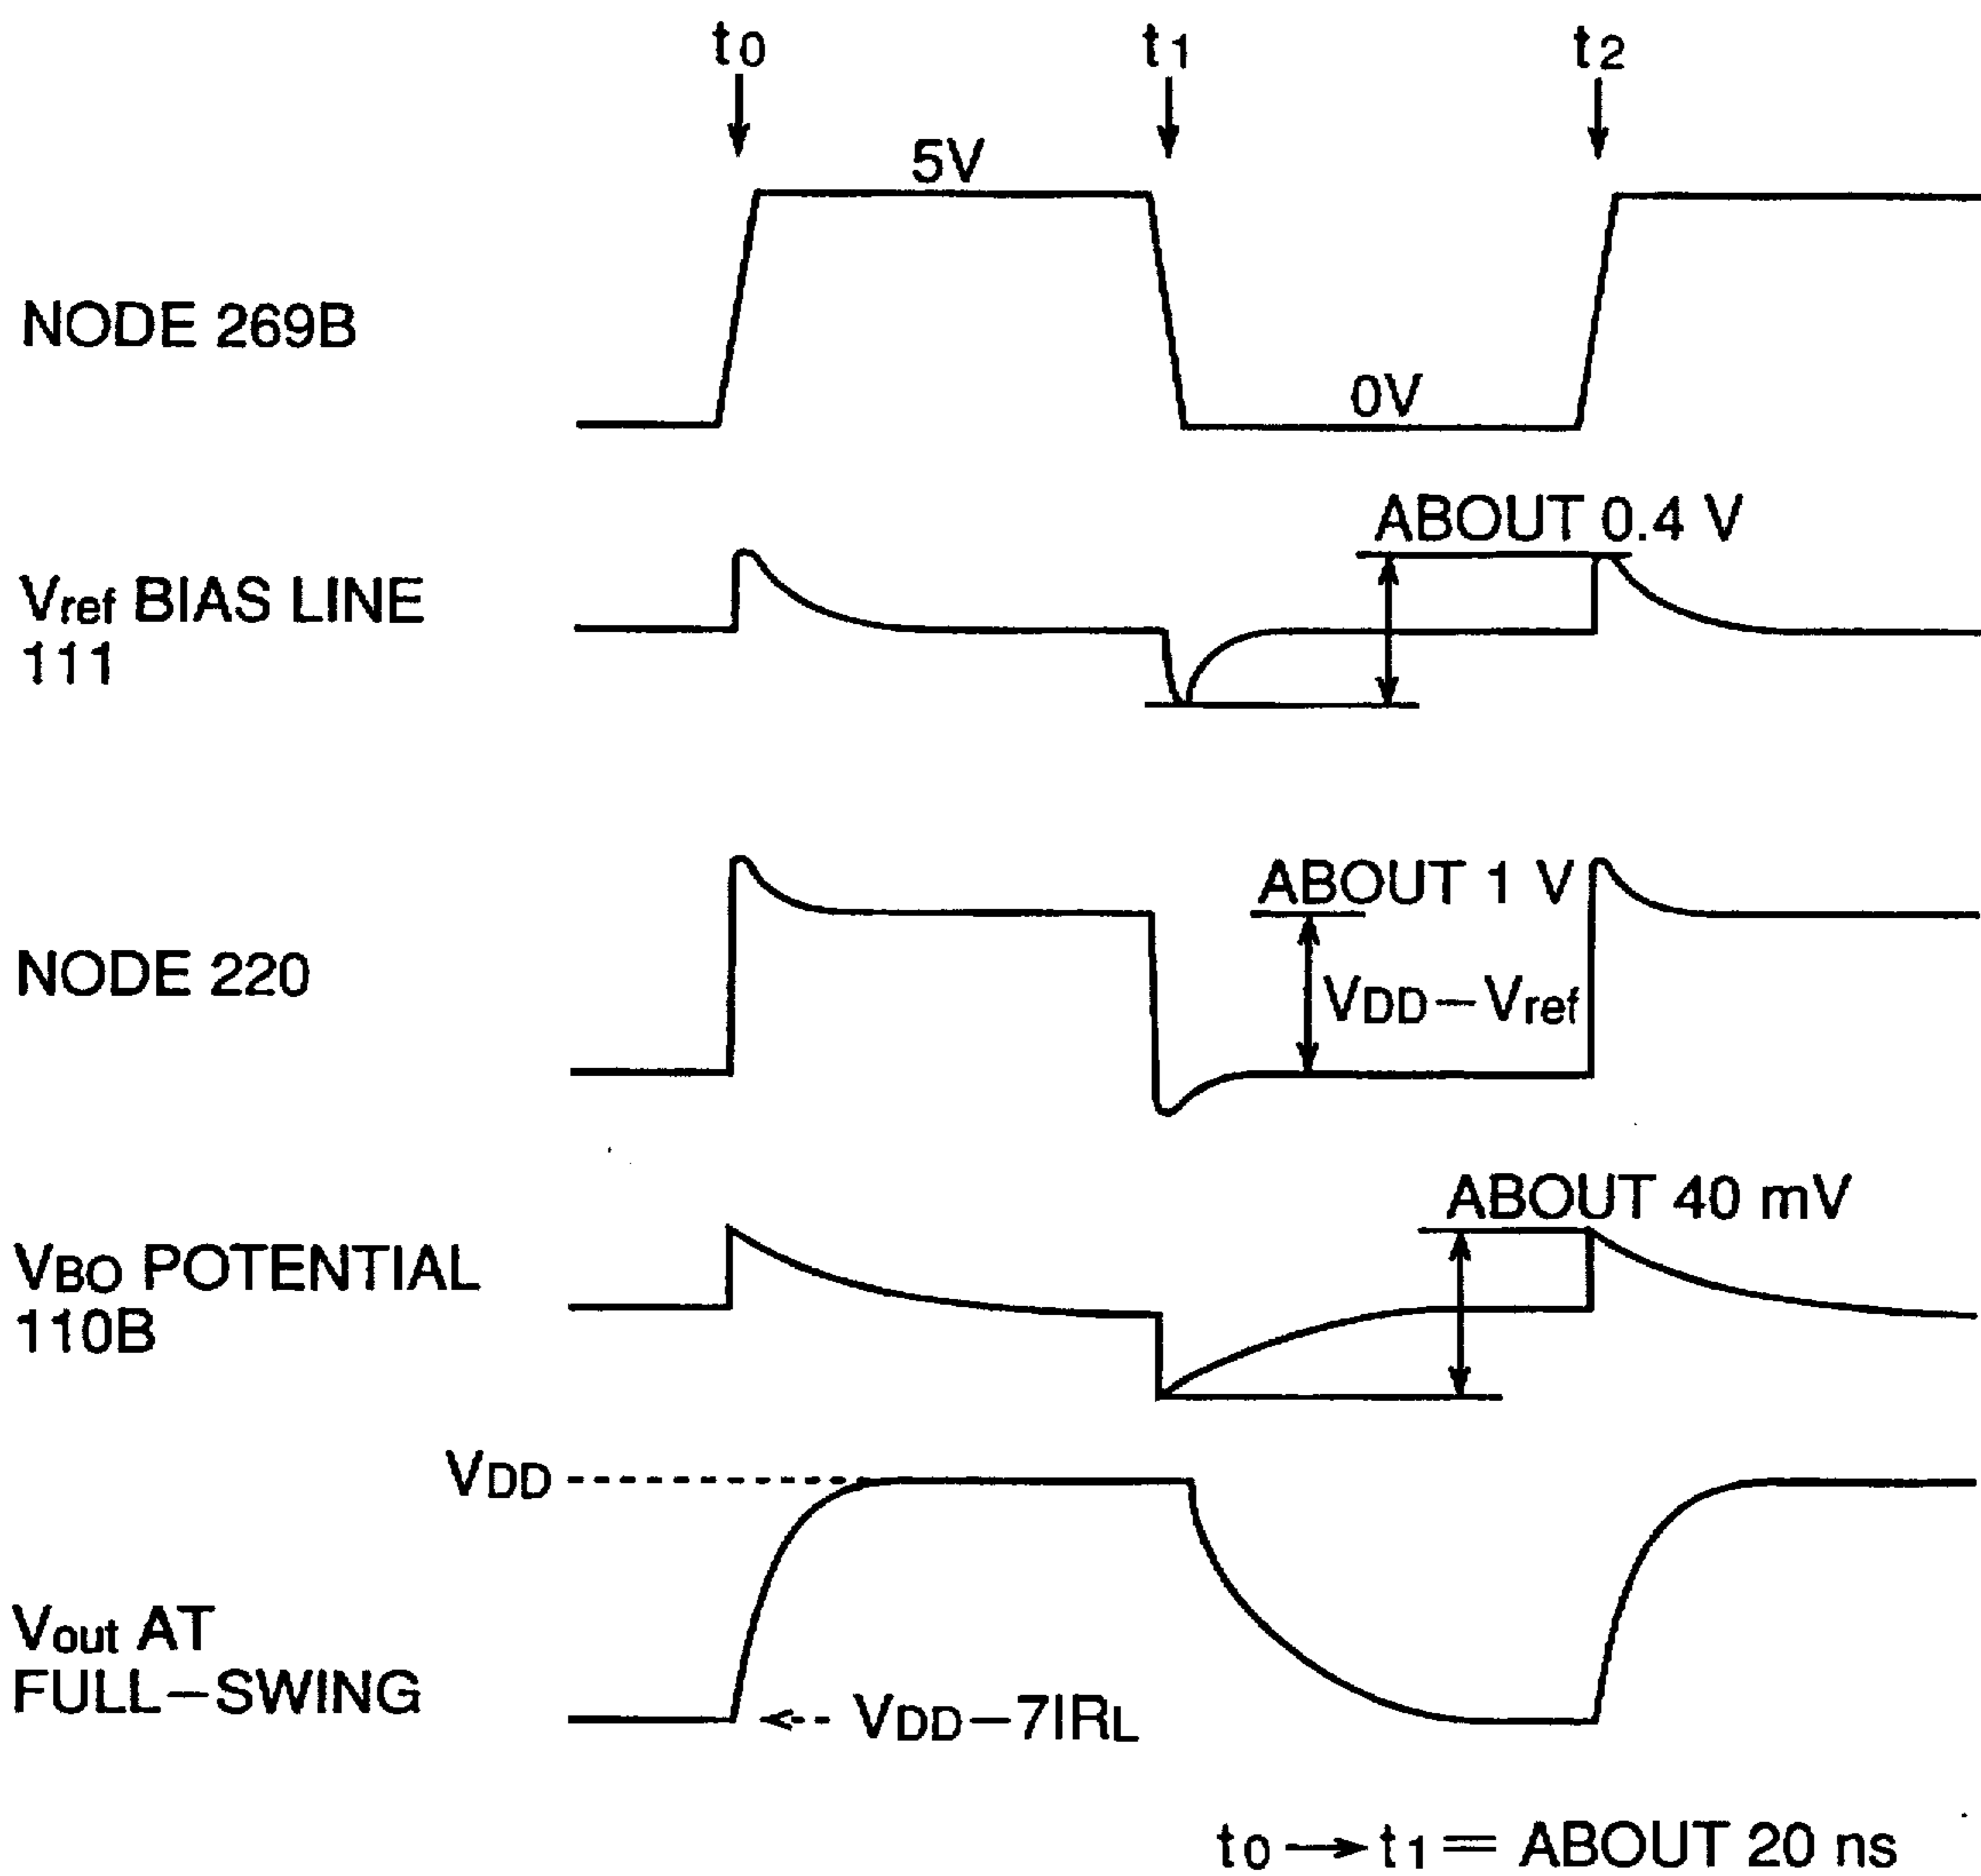 t0
t1
t2
5V
NODE 269B
0V
ABOUT 0.4 V
Vref BIAS LINE
111
ABOUT 1 V
NODE 220
VDD−Vref
ABOUT 40 mV
VBO POTENTIAL
110B
VDD
Vout AT
FULL−SWING
VDD−7IRL
t0→t1= ABOUT 20 ns